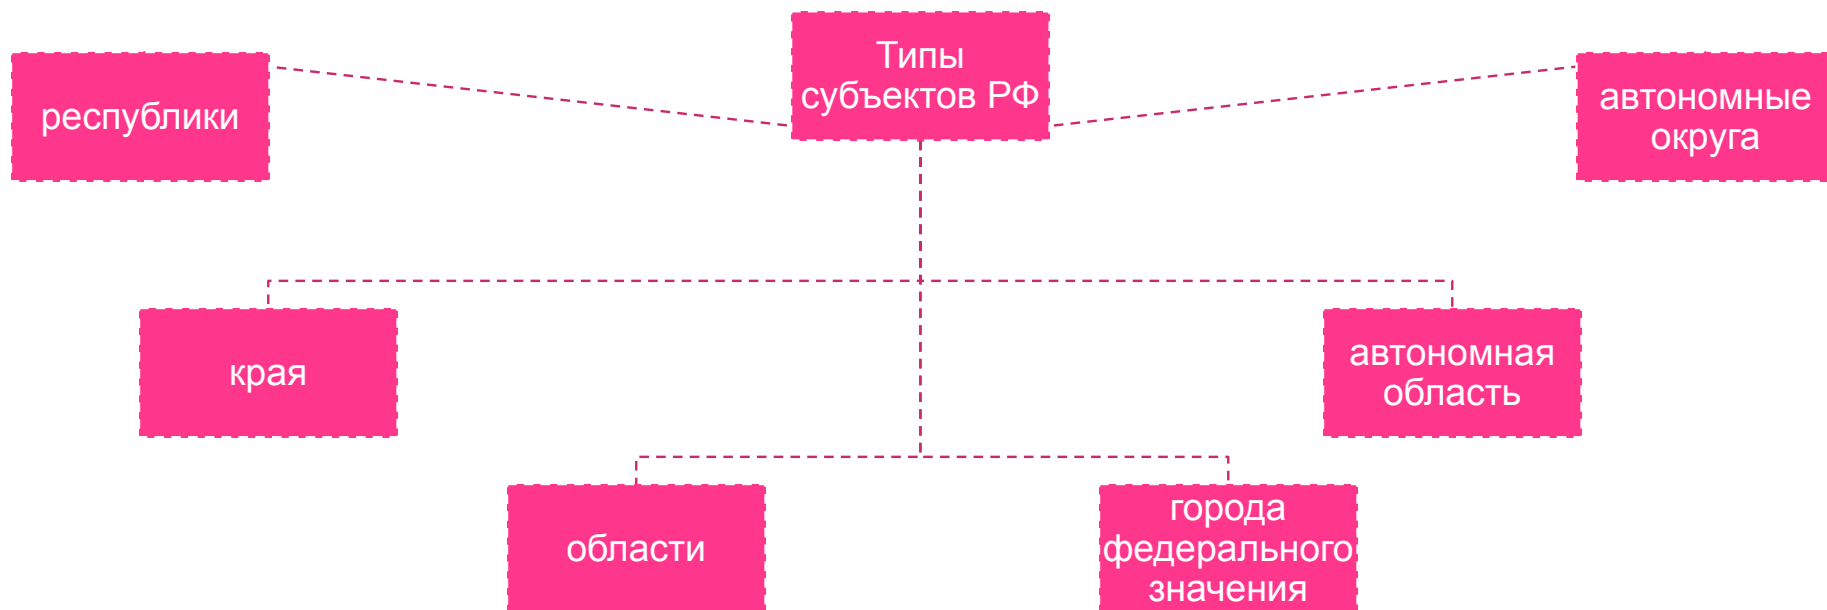 Типы
субъектов РФ
республики
автономные
округа
края
автономная
область
области
города
федерального
значения